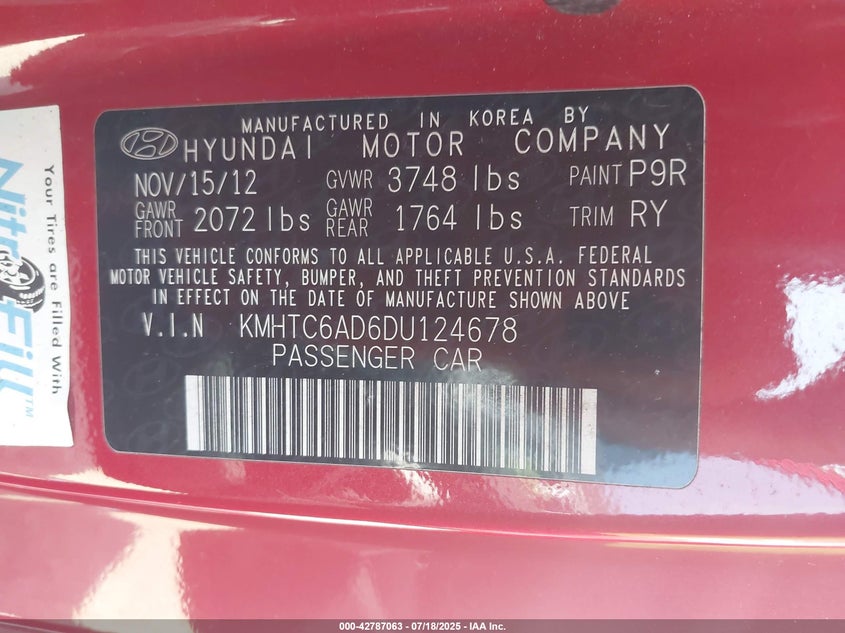 MANUFACTURED IN KOREA BY
HYUNDAI MOTOR COMPANY
NOV/15/12 GVWR 3748 lbs PAINT P9R
GAWR FRONT 2072 lbs GAWR REAR 1764 lbs TRIM RY
THIS VEHICLE CONFORMS TO ALL APPLICABLE U.S.A. FEDERAL
MOTOR VEHICLE SAFETY, BUMPER, AND THEFT PREVENTION STANDARDS
IN EFFECT ON THE DATE OF MANUFACTURE SHOWN ABOVE
V.I.N KMHTC6AD6DU124678
PASSENGER CAR
Your Tires are Filled With
NitroFill™
000-42787063 - 07/18/2025 - IAA Inc.